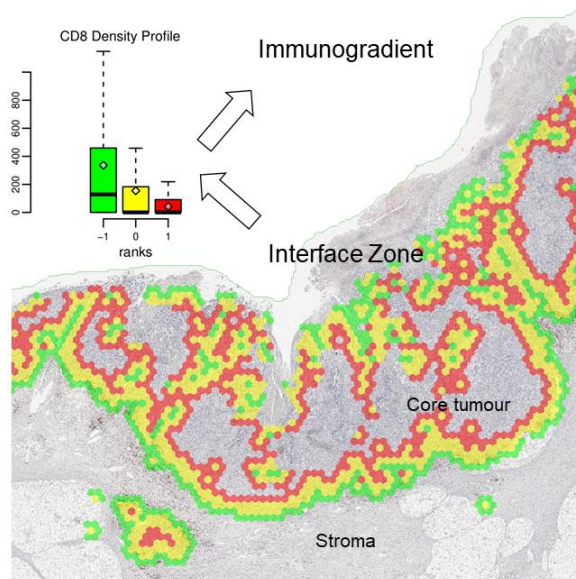 CD8 Density Profile
Immunogradient
800
600
400
200
0
-1
0
1
ranks
Interface Zone
Core tumour
Stroma